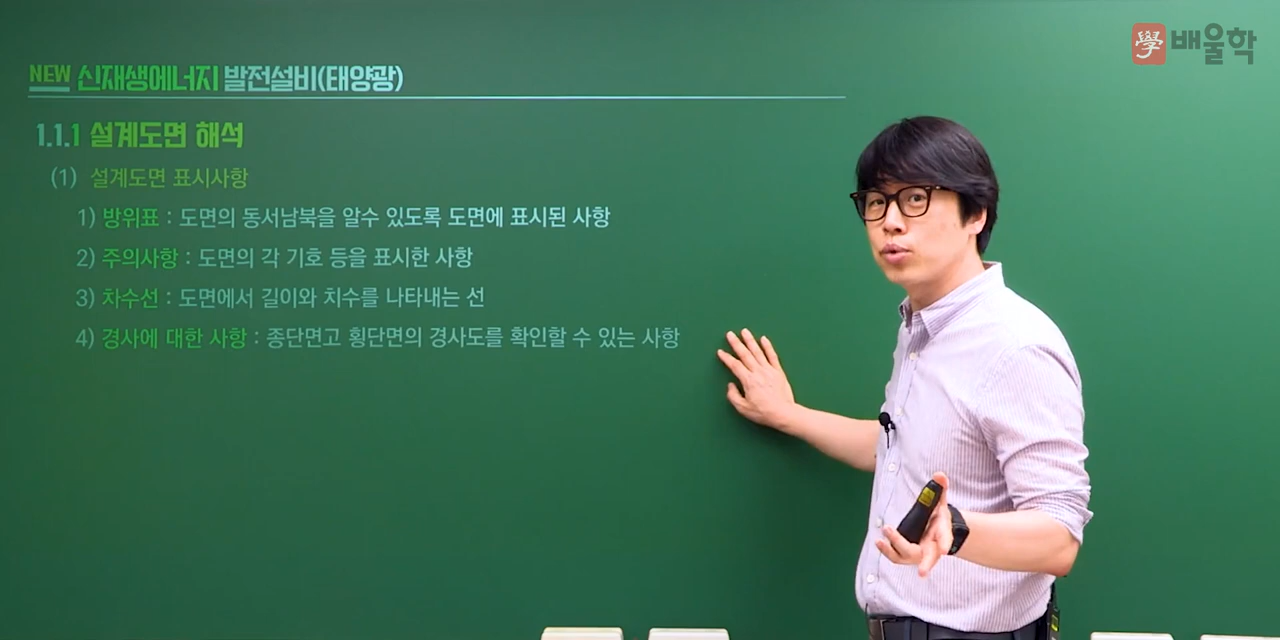 學 배울학
NEW 신재생에너지 발전설비(태양광)
1.1.1 설계도면 해석
(1) 설계도면 표시사항
1) 방위표 : 도면의 동서남북을 알수 있도록 도면에 표시된 사항
2) 주의사항 : 도면의 각 기호 등을 표시한 사항
3) 차수선 : 도면에서 길이와 치수를 나타내는 선
4) 경사에 대한 사항 : 종단면고 횡단면의 경사도를 확인할 수 있는 사항